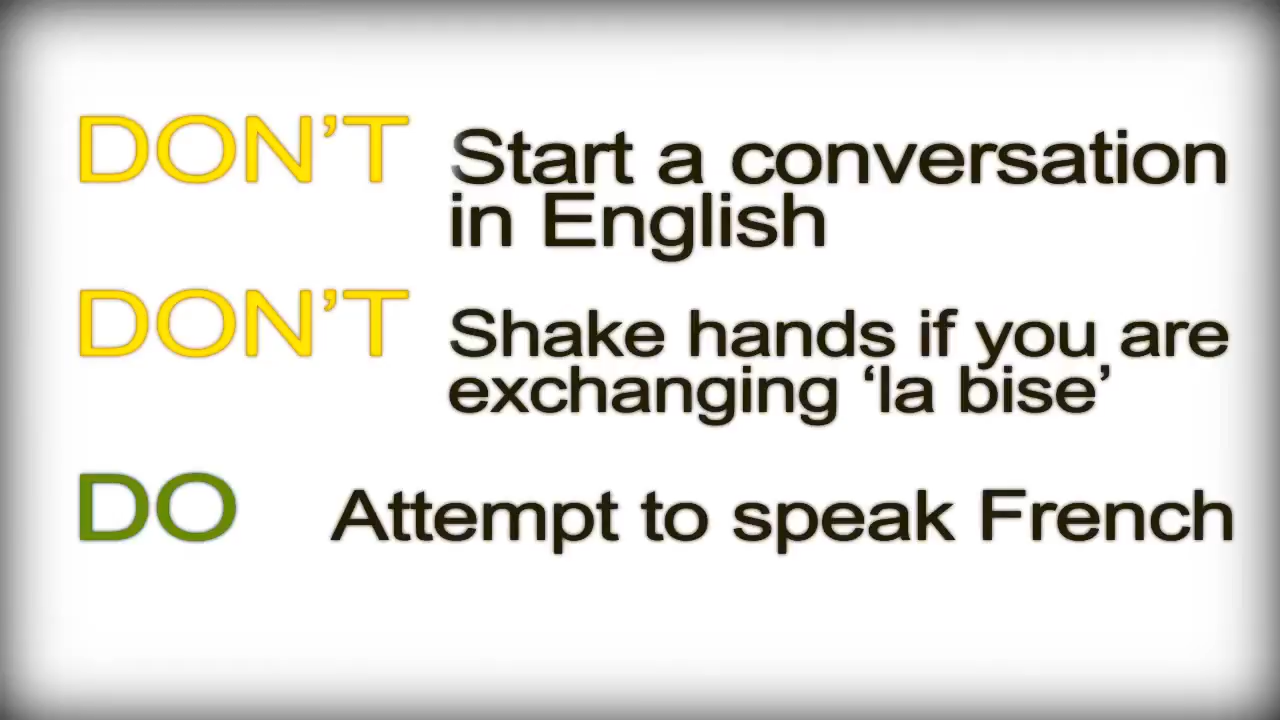 DON’T Start a conversation
in English
DON’T Shake hands if you are
exchanging ‘la bise’
DO Attempt to speak French